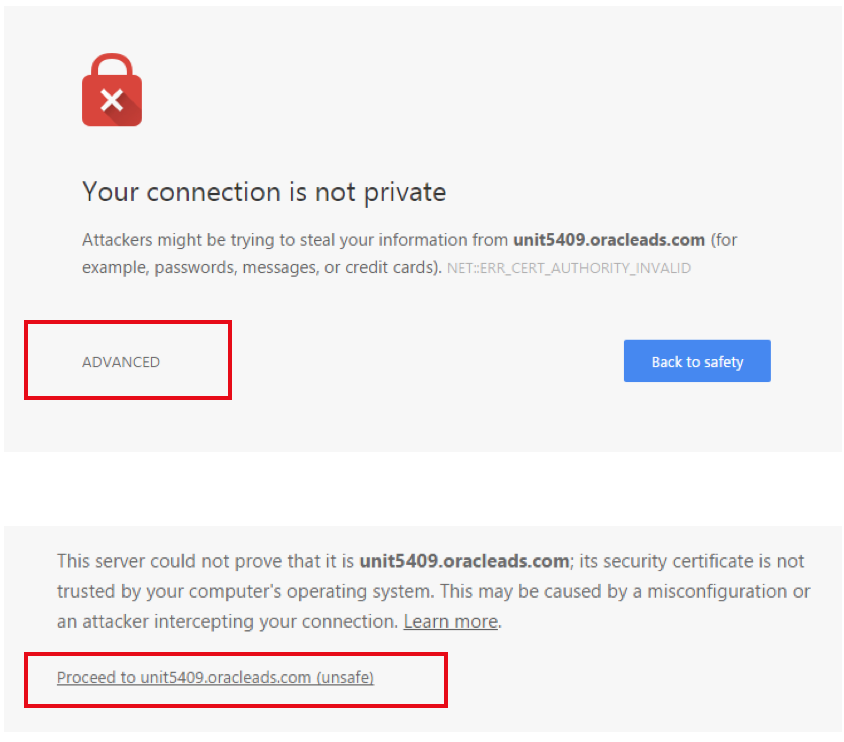 Your connection is not private
Attackers might be trying to steal your information from unit5409.oracleads.com (for
example, passwords, messages, or credit cards). NET::ERR_CERT_AUTHORITY_INVALID
ADVANCED
Back to safety
This server could not prove that it is unit5409.oracleads.com; its security certificate is not
trusted by your computer's operating system. This may be caused by a misconfiguration or
an attacker intercepting your connection. Learn more.
Proceed to unit5409.oracleads.com (unsafe)